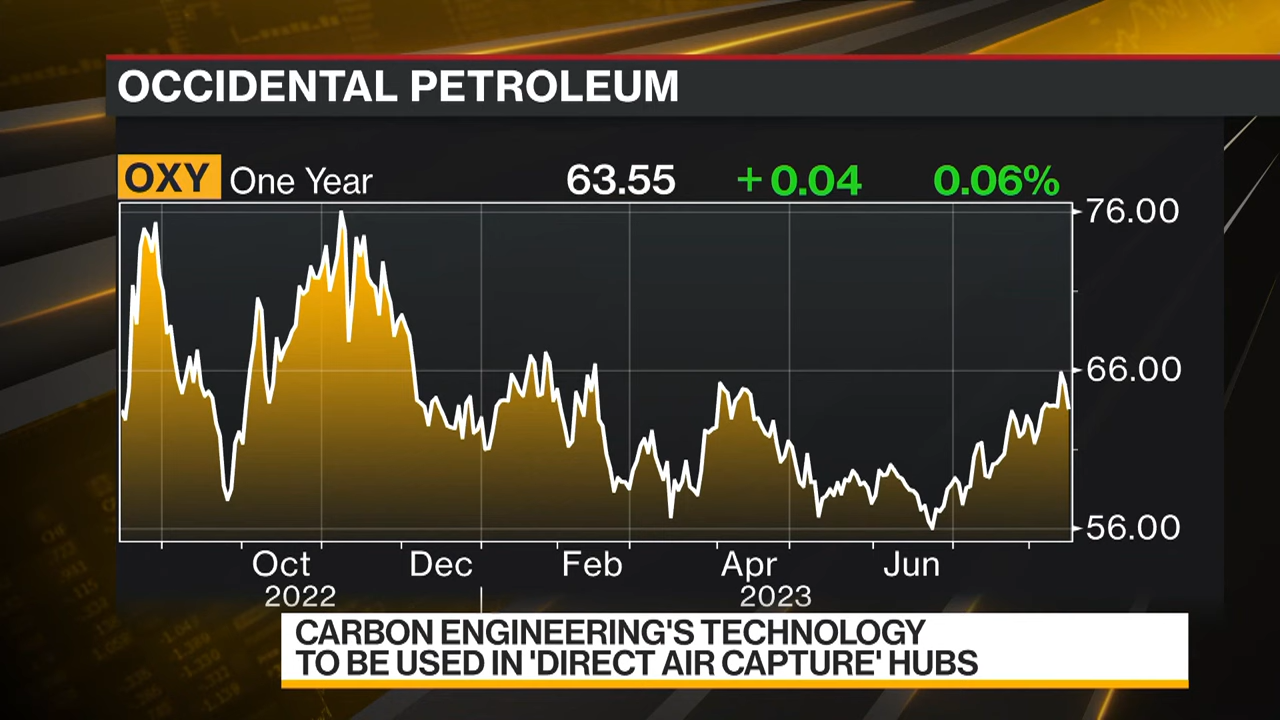 OCCIDENTAL PETROLEUM
OXY One Year 63.55 +0.04 0.06%
76.00
66.00
56.00
Oct Dec Feb Apr Jun
2022 2023
CARBON ENGINEERING'S TECHNOLOGY
TO BE USED IN 'DIRECT AIR CAPTURE' HUBS